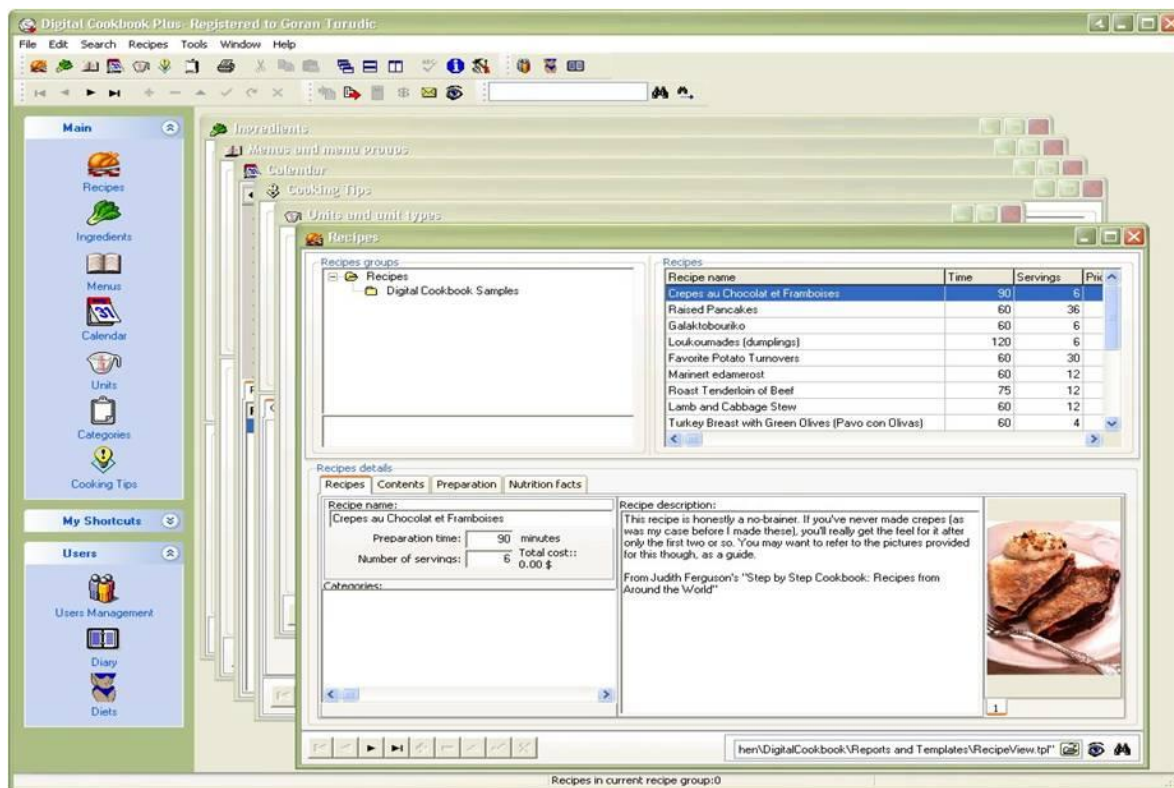 Digital Cookbook Plus- Registered to Goran Torudic
File Edit Search Recipes Tools Window Help
Main
Recipes
Ingredients
Menus
Calendar
Units
Categories
Cooking Tips
My Shortcuts
Users
Users Management
Diary
Diets
Ingredients
Menus and menu groups
Calendar
Cooking Tips
Units and unit types
Recipes
Recipes groups
Recipes
Digital Cookbook Samples
Recipes
Recipe name Time Servings Pric
Crepes au Chocolat et Framboises 90 6
Raised Pancakes 60 36
Galaktobouriko 60 6
Loukoumades (dumplings) 120 6
Favorite Potato Turnovers 60 30
Marinert edamerost 60 12
Roast Tenderloin of Beef 75 12
Lamb and Cabbage Stew 60 12
Turkey Breast with Green Olives (Pavo con Olivas) 60 4
Recipes details
Recipes Contents Preparation Nutrition Facts
Recipe name:
Crepes au Chocolat et Framboises
Preparation time: 90 minutes
Number of servings: 6 Total cost::
0.00 $
Categories:
Recipe description:
This recipe is honestly a no-brainer. If you've never made crepes (as
was my case before I made these), you'll really get the feel for it after
only the first two or so. You may want to refer to the pictures provided
for this though, as a guide.
From Judith Ferguson's "Step by Step Cookbook: Recipes from
Around the World"
1
hen\DigitalCookbook\Reports and Templates\RecipeView.tpl"
Recipes in current recipe group:0